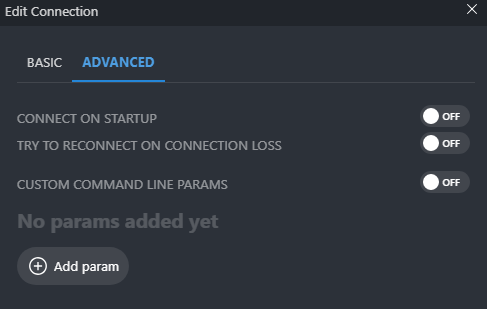 Edit Connection
BASIC ADVANCED
CONNECT ON STARTUP OFF
TRY TO RECONNECT ON CONNECTION LOSS OFF
CUSTOM COMMAND LINE PARAMS OFF
No params added yet
Add param